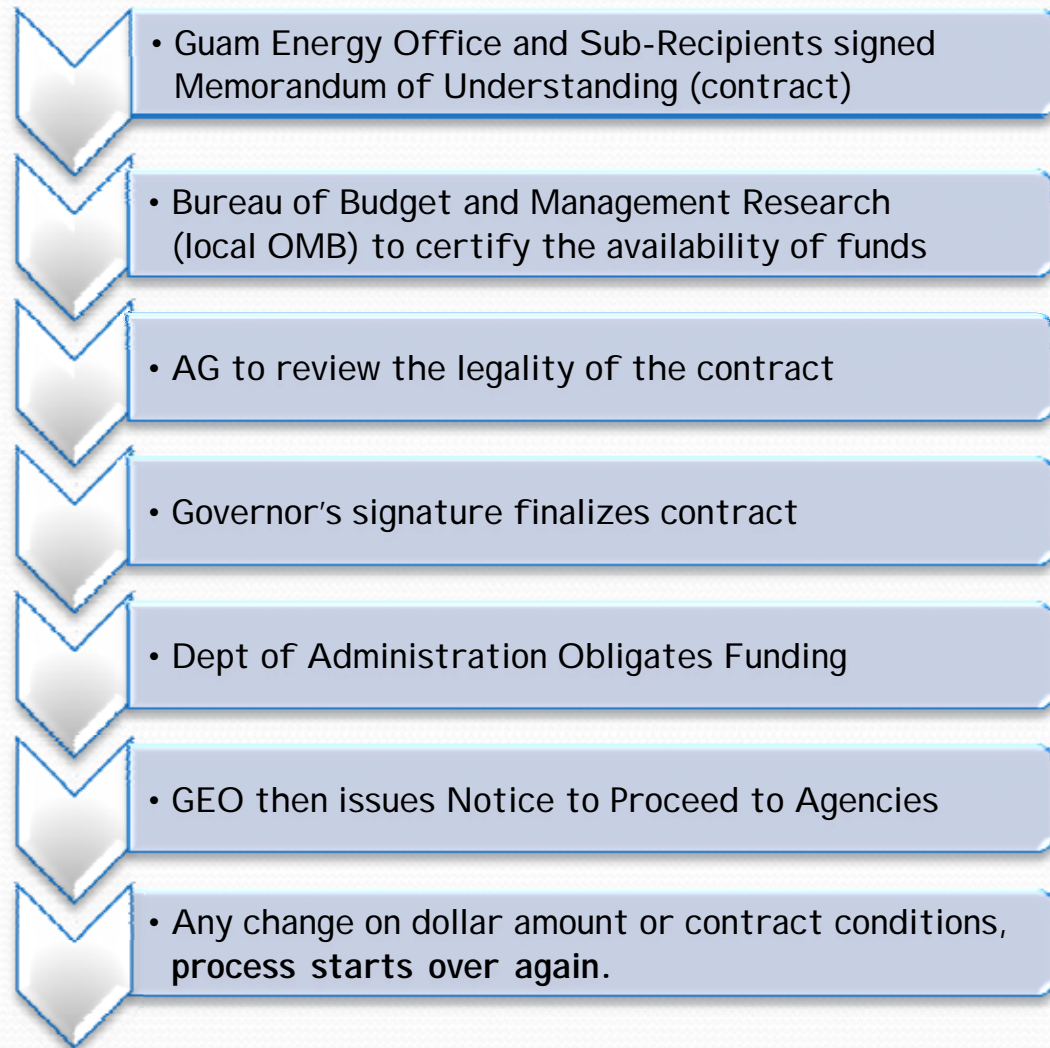 • Guam Energy Office and Sub-Recipients signed
Memorandum of Understanding (contract)
• Bureau of Budget and Management Research
(local OMB) to certify the availability of funds
• AG to review the legality of the contract
• Governor's signature finalizes contract
• Dept of Administration Obligates Funding
• GEO then issues Notice to Proceed to Agencies
• Any change on dollar amount or contract conditions,
process starts over again.